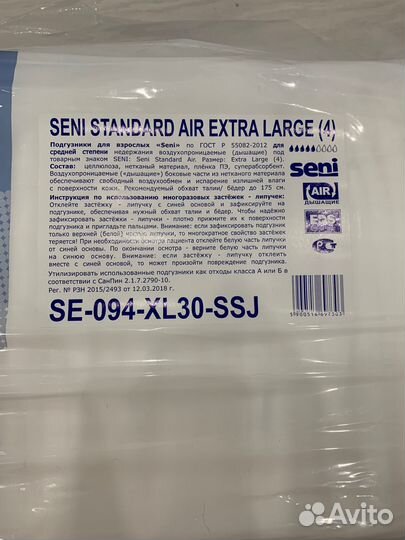 SENI STANDARD AIR EXTRA LARGE (4)
Подгузники для взрослых «Seni» по ГОСТ Р 55082-2012 для
средней степени недержания воздухопроницаемые (дышащие) под
товарным знаком SENI: Seni Standard Air. Размер: Extra Large (4).
Состав: целлюлоза, нетканый материал, плёнка ПЭ, суперабсорбент.
Воздухопроницаемые («дышащие») боковые части из нетканого материала
обеспечивают свободный воздухообмен и испарение излишней влаги
с поверхности кожи. Рекомендуемый обхват талии/ бёдер до 175 см.
Инструкция по использованию многоразовых застёжек - липучек:
Отклейте застёжку - липучку с синей основой и зафиксируйте на
подгузнике, обеспечивая нужный обхват талии и бёдер. Чтобы надёжно
зафиксировать застёжки - липучки - плотно прижмите их к поверхности
подгузника и пригладьте пальцами. Внимание: если зафиксировать подгузник
только верхней (белой) частью липучки, то многократное свойство застёжек
теряется! При необходимости осмотра пациента отклейте белую часть липучки
от синей основы. По окончании осмотра - верните белую часть липучки
на синюю основу. Внимание: если застёжку - липучку отклеить
вместе с синей основой, то может произойти повреждение подгузника.
Утилизировать использованные подгузники как отходы класса А или Б в
соответствии с СанПин 2.1.7.2790-10.
Рег. № РЗН 2015/2493 от 12.03.2018 г.
seni
AIR
ДЫШАЩИЕ
SE-094-XL30-SSJ
5900516697303
Avito